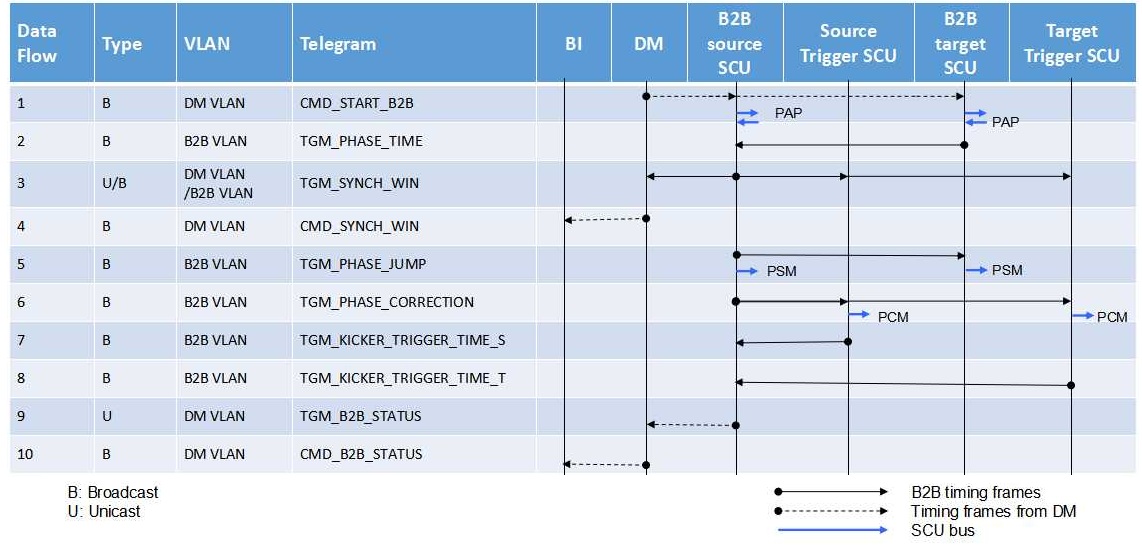 Data Flow Type VLAN Telegram BI DM B2B source SCU Source Trigger SCU B2B target SCU Target Trigger SCU
1 B DM VLAN CMD_START_B2B
PAP
PAP
2 B B2B VLAN TGM_PHASE_TIME
3 U/B DM VLAN /B2B VLAN TGM_SYNCH_WIN
4 B DM VLAN CMD_SYNCH_WIN
5 B B2B VLAN TGM_PHASE_JUMP
PSM PSM
6 B B2B VLAN TGM_PHASE_CORRECTION
PCM PCM
7 B B2B VLAN TGM_KICKER_TRIGGER_TIME_S
8 B B2B VLAN TGM_KICKER_TRIGGER_TIME_T
9 U DM VLAN TGM_B2B_STATUS
10 B DM VLAN CMD_B2B_STATUS
B: Broadcast
U: Unicast
B2B timing frames
Timing frames from DM
SCU bus